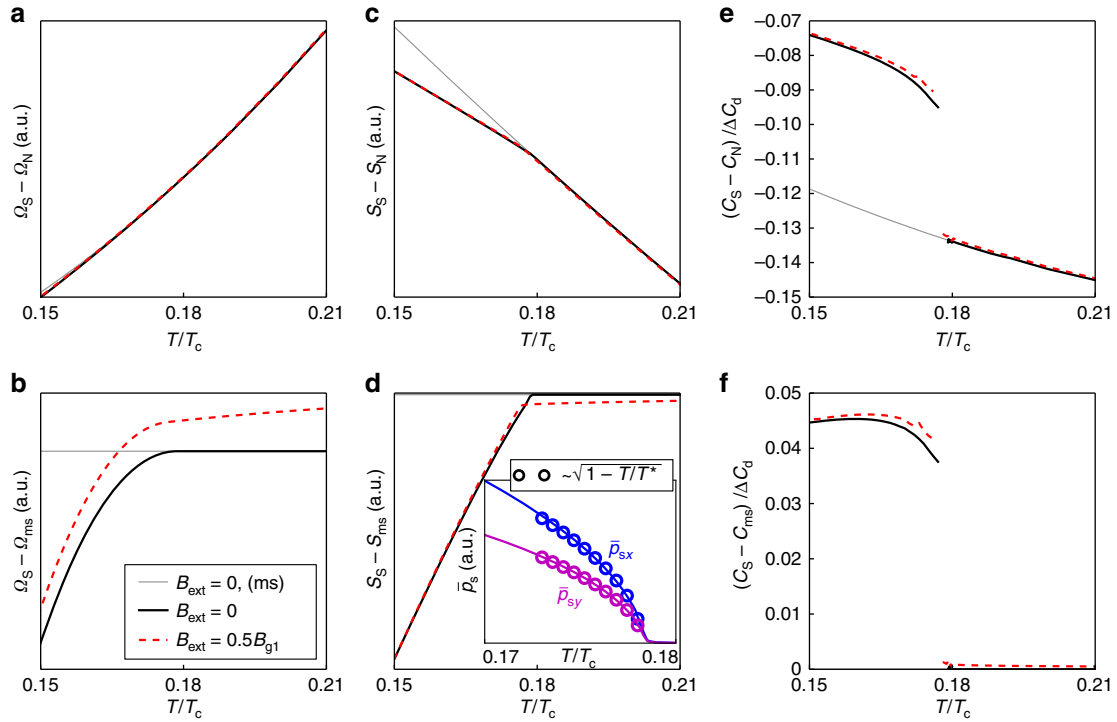 a
Ω_S − Ω_N (a.u.)
0.15 0.18 0.21
T/T_c
c
S_S − S_N (a.u.)
0.15 0.18 0.21
T/T_c
e
(C_S − C_N)/ΔC_d
−0.07
−0.08
−0.09
−0.10
−0.11
−0.12
−0.13
−0.14
−0.15
0.15 0.18 0.21
T/T_c
b
Ω_S − Ω_ms (a.u.)
B_ext = 0, (ms)
B_ext = 0
B_ext = 0.5B_g1
0.15 0.18 0.21
T/T_c
d
S_S − S_ms (a.u.)
~√1 − T/T*
p̄_s (a.u.)
p̄_sx
p̄_sy
0.17 T/T_c 0.18
0.15 0.18 0.21
T/T_c
f
(C_S − C_ms)/ΔC_d
0.05
0.04
0.03
0.02
0.01
0
0.15 0.18 0.21
T/T_c